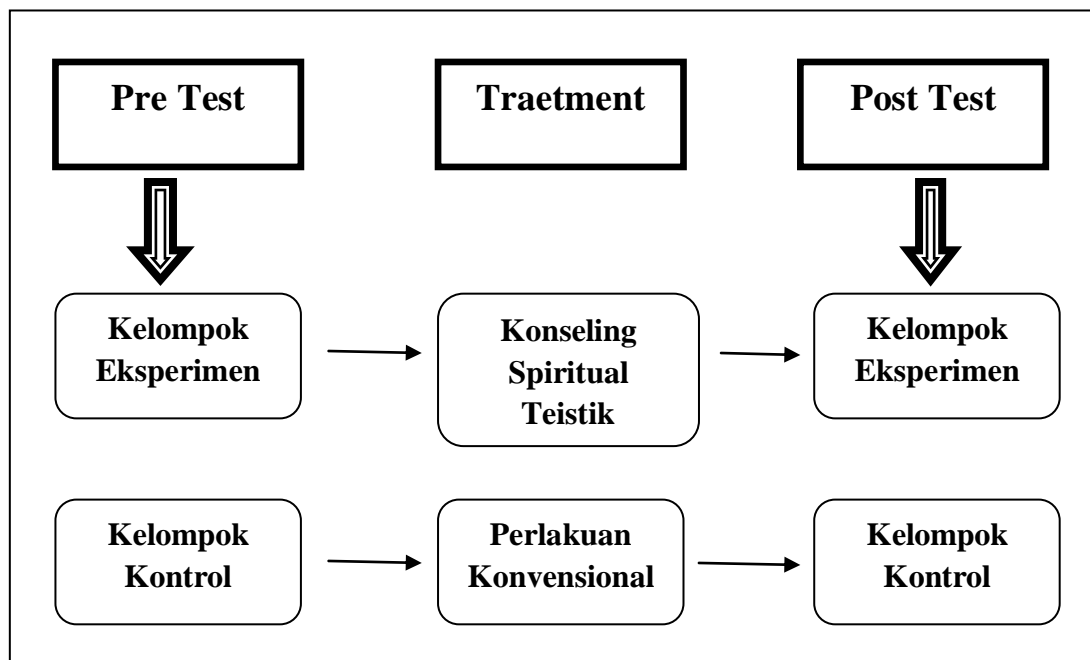 Pre Test
Traetment
Post Test
Kelompok
Eksperimen
Konseling
Spiritual
Teistik
Kelompok
Eksperimen
Kelompok
Kontrol
Perlakuan
Konvensional
Kelompok
Kontrol